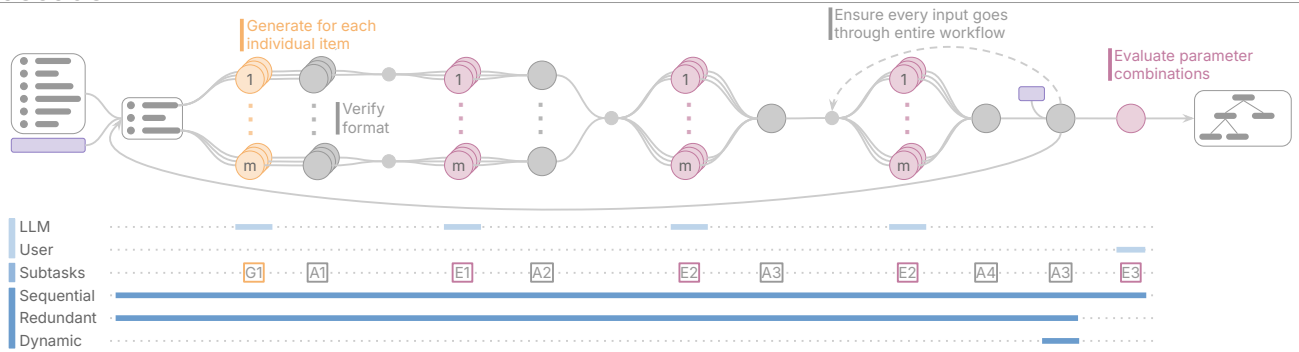 Generate for each
individual item
Ensure every input goes
through entire workflow
Evaluate parameter
combinations
Verify
format
1
1
1
1
m
m
m
m
LLM
User
Subtasks G1 A1 E1 A2 E2 A3 E2 A4 A3 E3
Sequential
Redundant
Dynamic